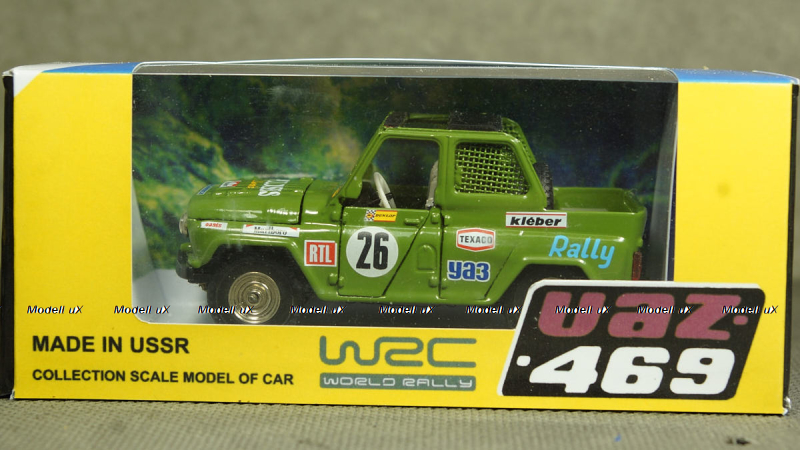 RTL
DUNLOP
26
TEXACO
kléber
Rally
уаз
Modell uX Modell uX Modell uX Modell uX Modell uX Modell uX Modell uX Modell uX Modell uX
MADE IN USSR
COLLECTION SCALE MODEL OF CAR
WRC
WORLD RALLY
uaz
469